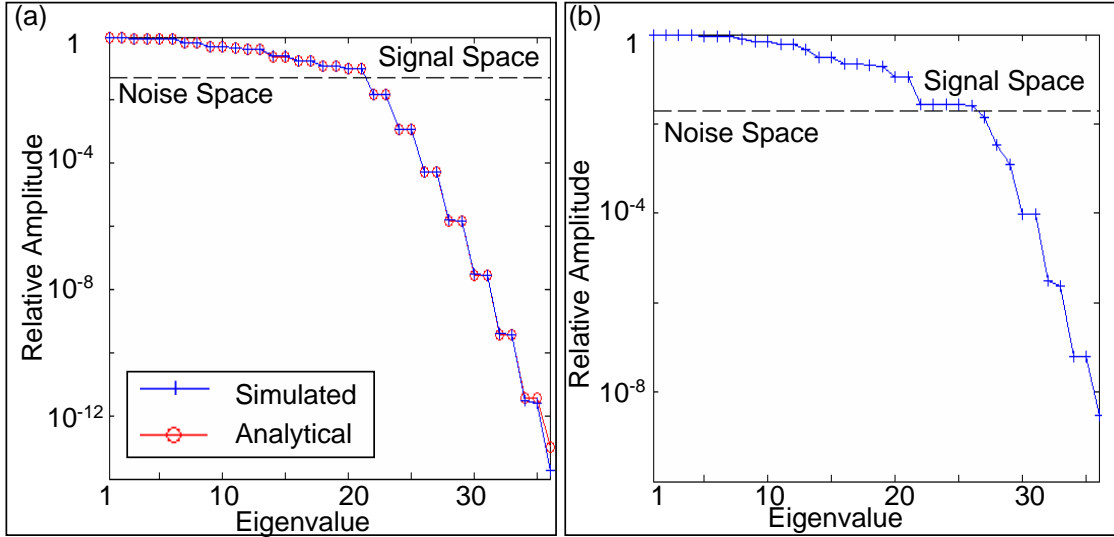 (a)
1
10^-4
10^-8
10^-12
Relative Amplitude
Signal Space
Noise Space
Simulated
Analytical
1 10 20 30
Eigenvalue
(b)
1
10^-4
10^-8
Relative Amplitude
Signal Space
Noise Space
1 10 20 30
Eigenvalue